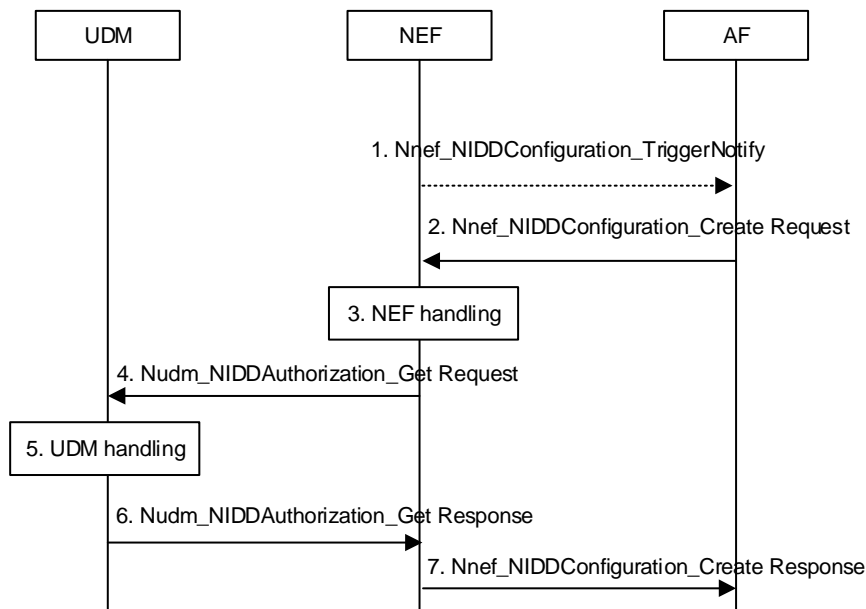 UDM
NEF
AF
1. Nnef_NIDDConfiguration_TriggerNotify
2. Nnef_NIDDConfiguration_Create Request
3. NEF handling
4. Nudm_NIDDAuthorization_Get Request
5. UDM handling
6. Nudm_NIDDAuthorization_Get Response
7. Nnef_NIDDConfiguration_Create Response